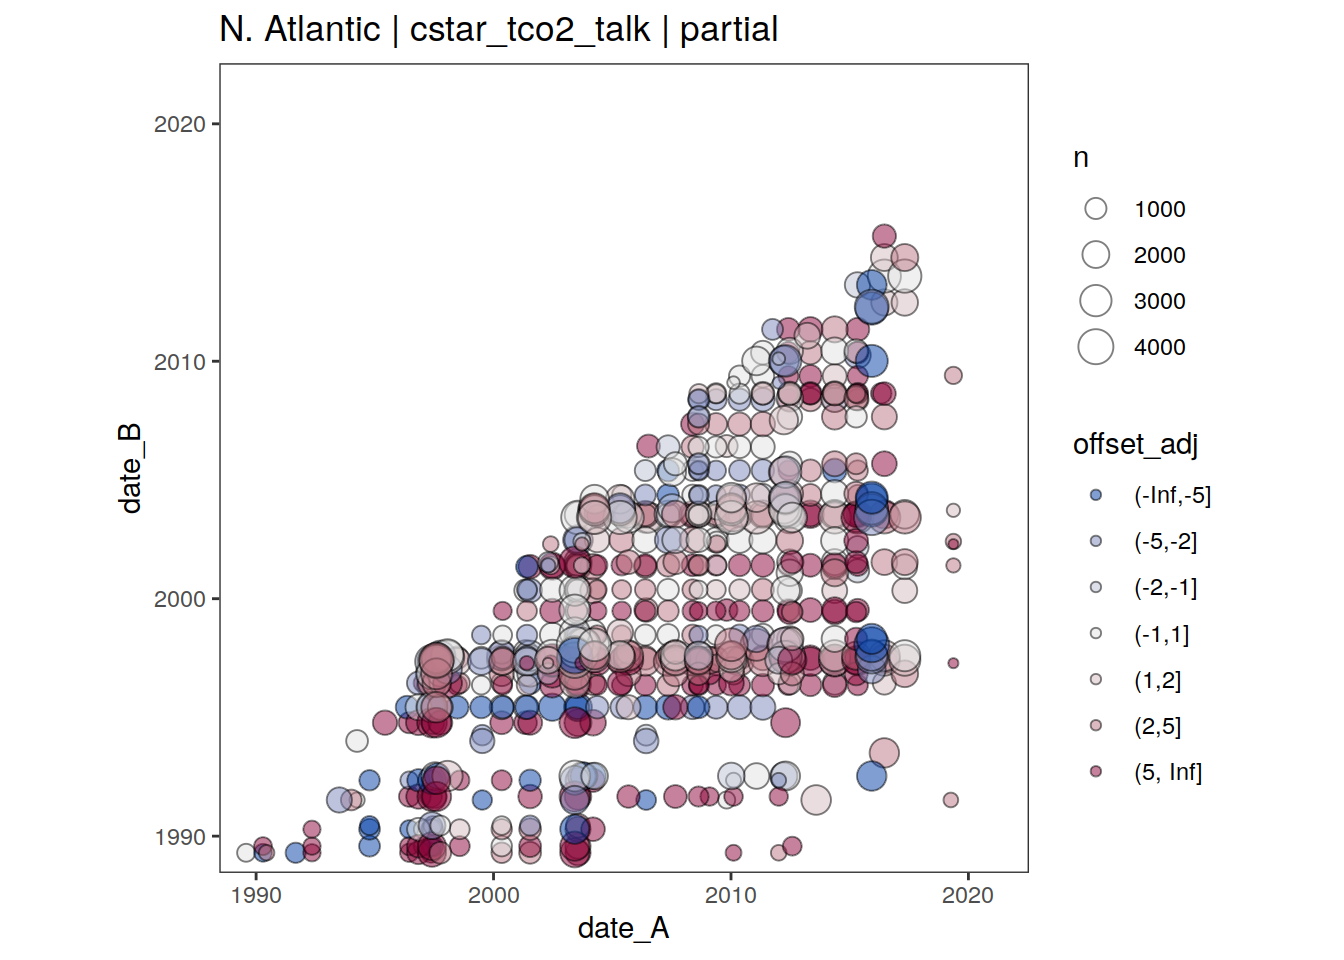 N. Atlantic | cstar_tco2_talk | partial
2020
2010
2000
1990
date_B
1990
2000
2010
2020
date_A
n
1000
2000
3000
4000
offset_adj
(-Inf,-5]
(-5,-2]
(-2,-1]
(-1,1]
(1,2]
(2,5]
(5, Inf]